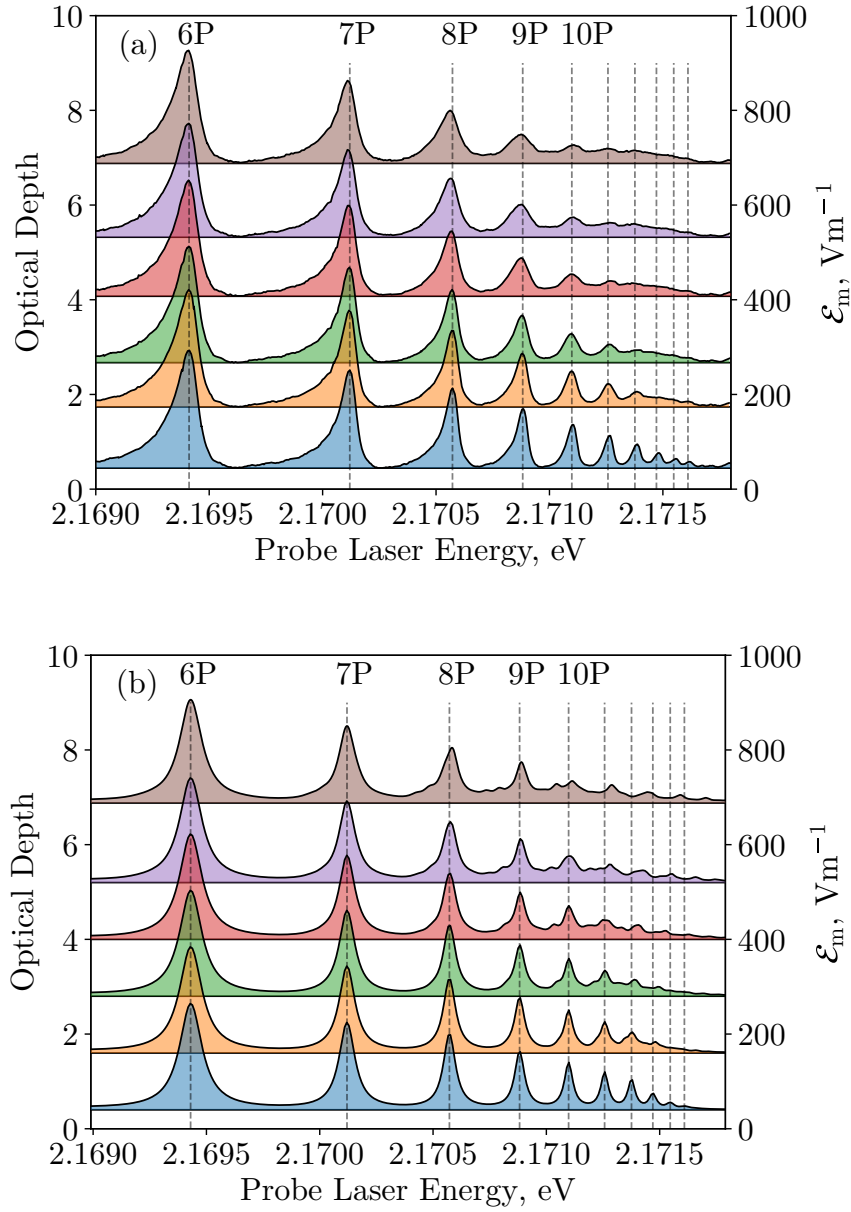 (a)
6P 7P 8P 9P 10P
10
8
6
4
2
0
Optical Depth
1000
800
600
400
200
0
ℰm, Vm−1
2.1690 2.1695 2.1700 2.1705 2.1710 2.1715
Probe Laser Energy, eV
(b)
6P 7P 8P 9P 10P
10
8
6
4
2
0
Optical Depth
1000
800
600
400
200
0
ℰm, Vm−1
2.1690 2.1695 2.1700 2.1705 2.1710 2.1715
Probe Laser Energy, eV